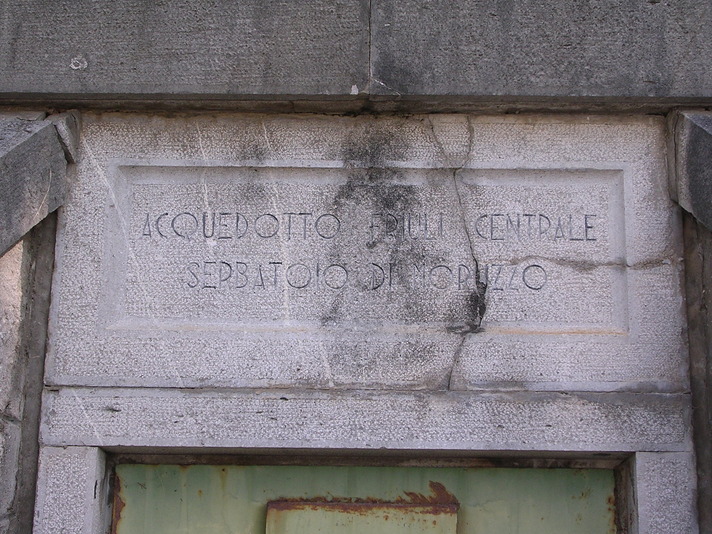 ACQUEDOTTO FRIULI CENTRALE
SERBATOIO DI MORUZZO